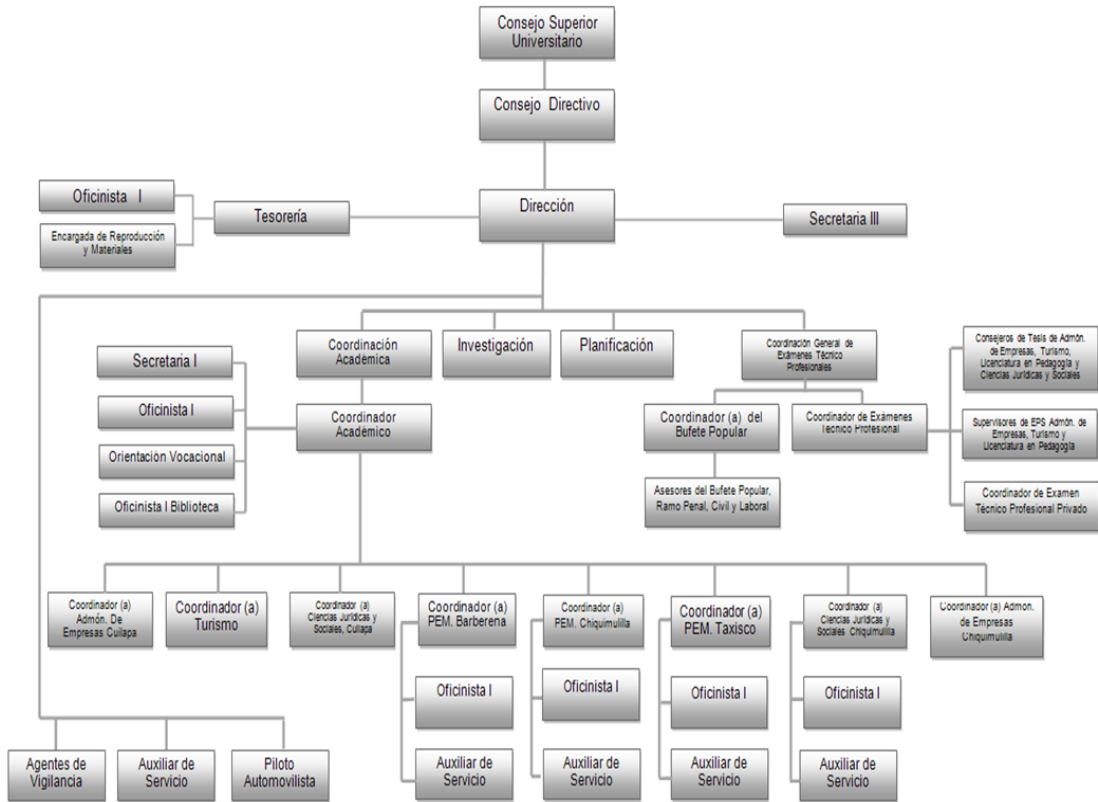 Consejo Superior
Universitario
Consejo Directivo
Dirección
Oficinista I
Encargada de Reproducción
y Materiales
Tesorería
Secretaria III
Coordinación
Académica
Investigación
Planificación
Coordinación General de
Exámenes Técnico
Profesionales
Consejeros de Tesis de Admón.
de Empresas, Turismo,
Licenciatura en Pedagogía y
Ciencias Jurídicas y Sociales
Secretaria I
Oficinista I
Orientación Vocacional
Oficinista I Biblioteca
Coordinador
Académico
Coordinador (a) del
Bufete Popular
Coordinador de Exámenes
Técnico Profesional
Supervisores de EPS Admón. de
Empresas, Turismo y
Licenciatura en Pedagogía
Asesores del Bufete Popular,
Ramo Penal, Civil y Laboral
Coordinador de Examen
Técnico Profesional Privado
Coordinador (a)
Admón. De
Empresas Cuilapa
Coordinador (a)
Turismo
Coordinador (a)
Ciencias Jurídicas y
Sociales, Cuilapa
Coordinador (a)
PEM. Barberena
Coordinador (a)
PEM. Chiquimulilla
Coordinador (a)
PEM. Taxisco
Coordinador (a)
Ciencias Jurídicas y
Sociales Chiquimulilla
Coordinador (a) Admón.
de Empresas
Chiquimulilla
Oficinista I
Oficinista I
Oficinista I
Oficinista I
Agentes de
Vigilancia
Auxiliar de
Servicio
Piloto
Automovilista
Auxiliar de
Servicio
Auxiliar de
Servicio
Auxiliar de
Servicio
Auxiliar de
Servicio